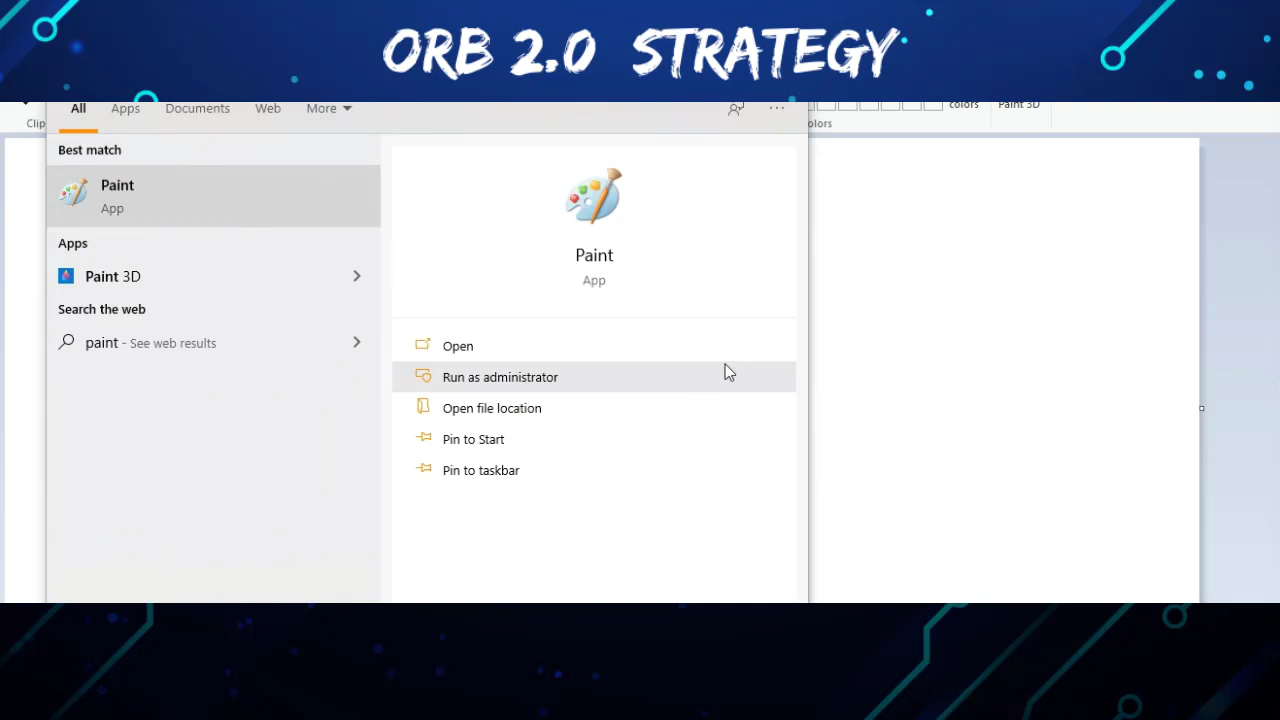 ORB 2.0 STRATEGY
All Apps Documents Web More
colors Paint 3D
Clip
olors
Best match
Paint
App
Apps
Paint 3D
Search the web
paint - See web results
Paint
App
Open
Run as administrator
Open file location
Pin to Start
Pin to taskbar